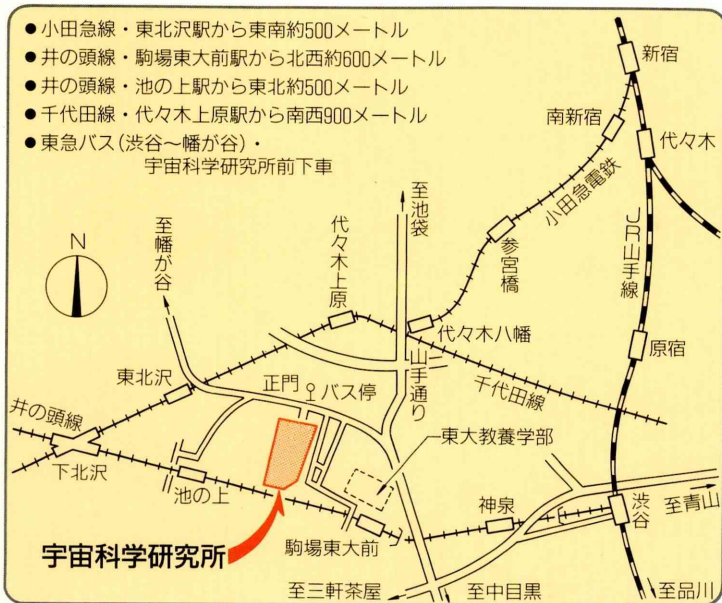 ●小田急線・東北沢駅から東南約500メートル
●井の頭線・駒場東大前駅から北西約600メートル
●井の頭線・池の上駅から東北約500メートル
●千代田線・代々木上原駅から南西900メートル
●東急バス(渋谷〜幡が谷)・
宇宙科学研究所前下車
新宿
南新宿
代々木
小田急電鉄
至池袋
至幡が谷
代々木上原
参宮橋
JR山手線
N
代々木八幡
原宿
山手通り
東北沢
正門
バス停
千代田線
井の頭線
東大教養学部
下北沢
池の上
神泉
渋谷
至青山
駒場東大前
宇宙科学研究所
至三軒茶屋
至中目黒
至品川